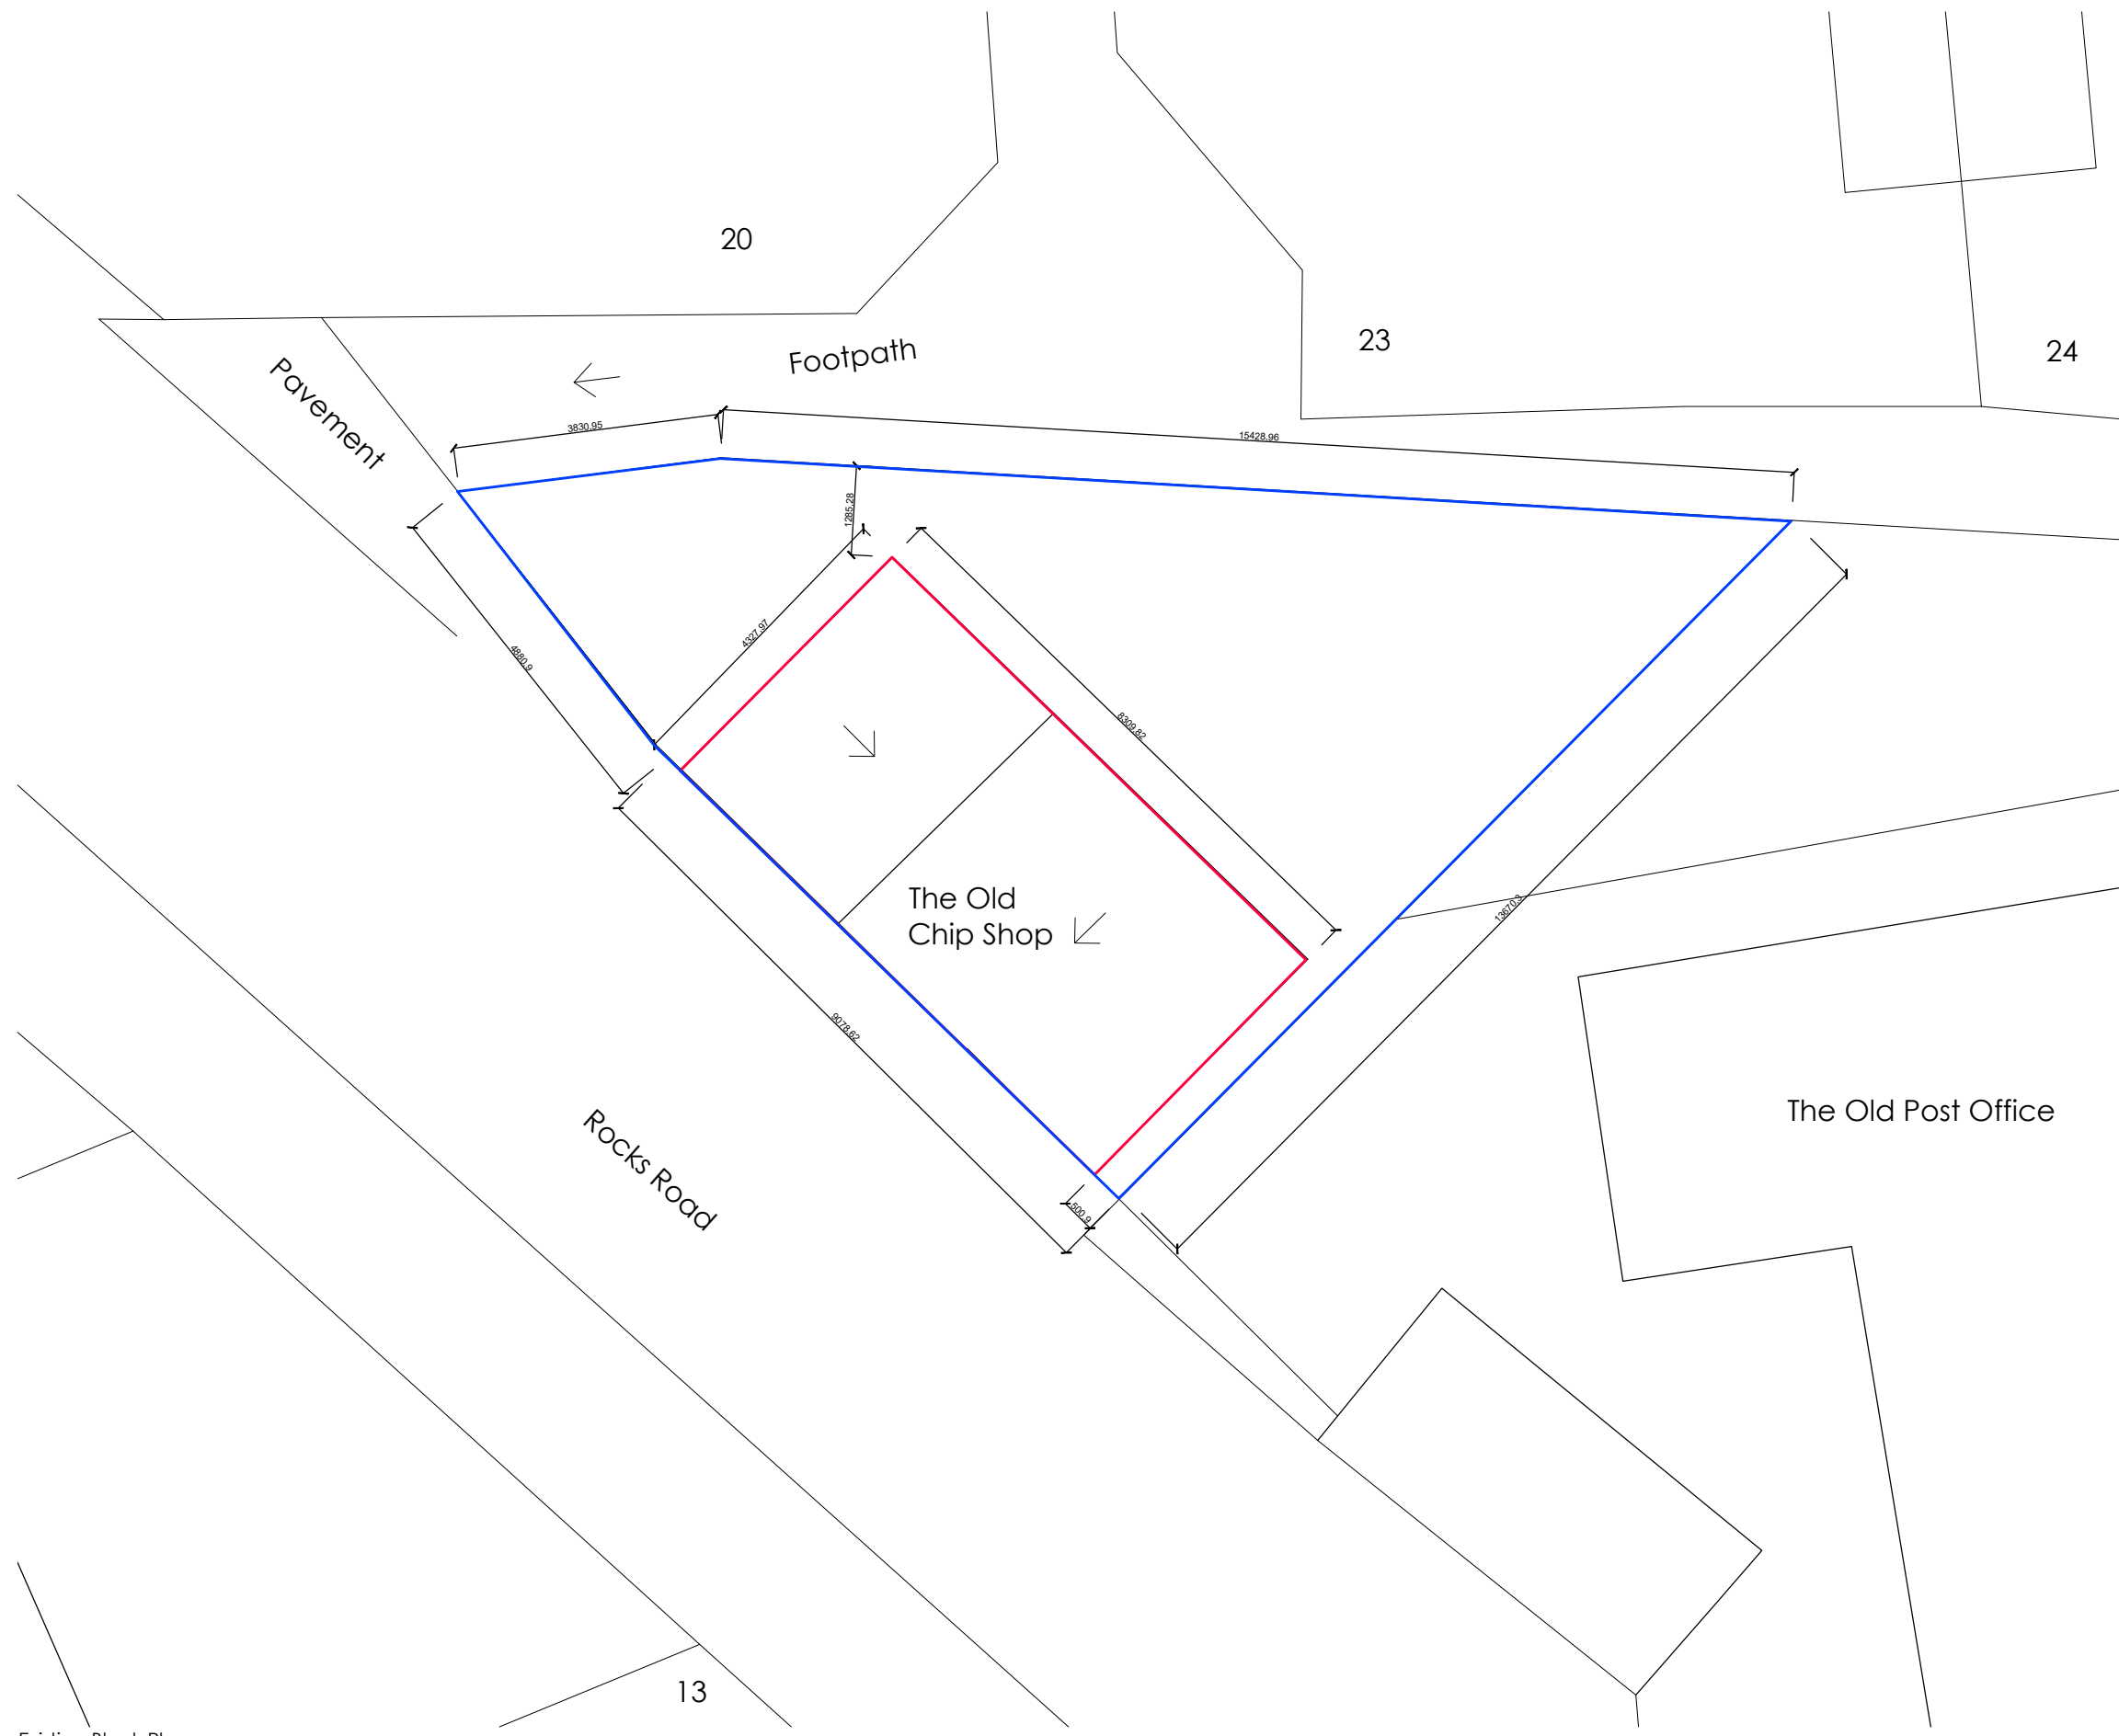 20
23
24
Footpath
Pavement
3830.95
15428.96
1285.28
4327.97
4880.9
8309.82
The Old
Chip Shop
13670.3
9078.62
The Old Post Office
Rocks Road
500.9
13